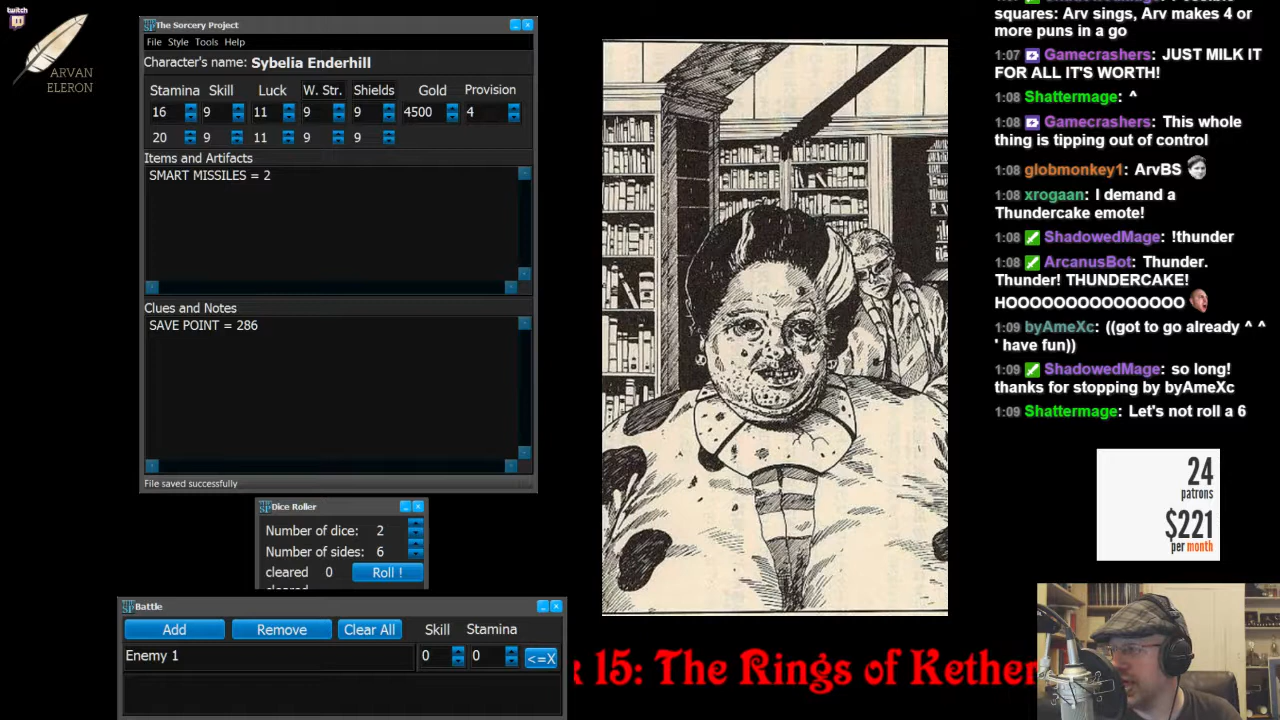 twitch
ARVAN
ELERON
The Sorcery Project
File Style Tools Help
Character's name: Sybelia Enderhill
Stamina Skill Luck W. Str. Shields Gold Provision
16 9 11 9 9 4500 4
20 9 11 9 9
Items and Artifacts
SMART MISSILES = 2
Clues and Notes
SAVE POINT = 286
File saved successfully
Dice Roller
Number of dice: 2
Number of sides: 6
cleared 0 Roll !
Battle
Add Remove Clear All Skill Stamina
Enemy 1 0 0 <=X
15: The Rings of Kether
squares: Arv sings, Arv makes 4 or
more puns in a go
1:07 Gamecrashers: JUST MILK IT
FOR ALL IT'S WORTH!
1:08 Shattermage: ^
1:08 Gamecrashers: This whole
thing is tipping out of control
1:08 globmonkey1: ArvBS
1:08 xrogaan: I demand a
Thundercake emote!
1:08 ShadowedMage: !thunder
1:08 ArcanusBot: Thunder.
Thunder! THUNDERCAKE!
HOOOOOOOOOOOOOOO
1:09 byAmeXc: ((got to go already ^ ^
' have fun))
1:09 ShadowedMage: so long!
thanks for stopping by byAmeXc
1:09 Shattermage: Let's not roll a 6
24
patrons
$221
per month